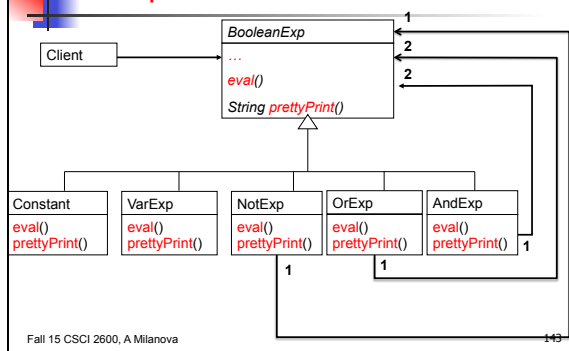 1
BooleanExp
Client
2
…
2
eval()
String prettyPrint()
Constant
VarExp
NotExp
OrExp
AndExp
eval()
eval()
eval()
eval()
eval()
prettyPrint()
prettyPrint()
prettyPrint()
prettyPrint()
prettyPrint()
1
1
1
Fall 15 CSCI 2600, A Milanova
143